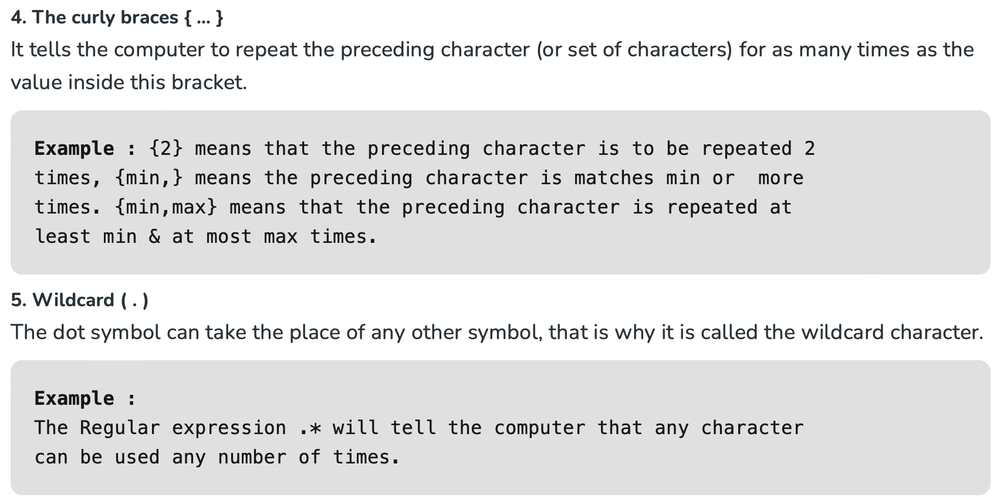 4. The curly braces { ... }
It tells the computer to repeat the preceding character (or set of characters) for as many times as the
value inside this bracket.
Example : {2} means that the preceding character is to be repeated 2
times, {min,} means the preceding character is matches min or  more
times. {min,max} means that the preceding character is repeated at
least min & at most max times.
5. Wildcard ( . )
The dot symbol can take the place of any other symbol, that is why it is called the wildcard character.
Example :
The Regular expression .* will tell the computer that any character
can be used any number of times.